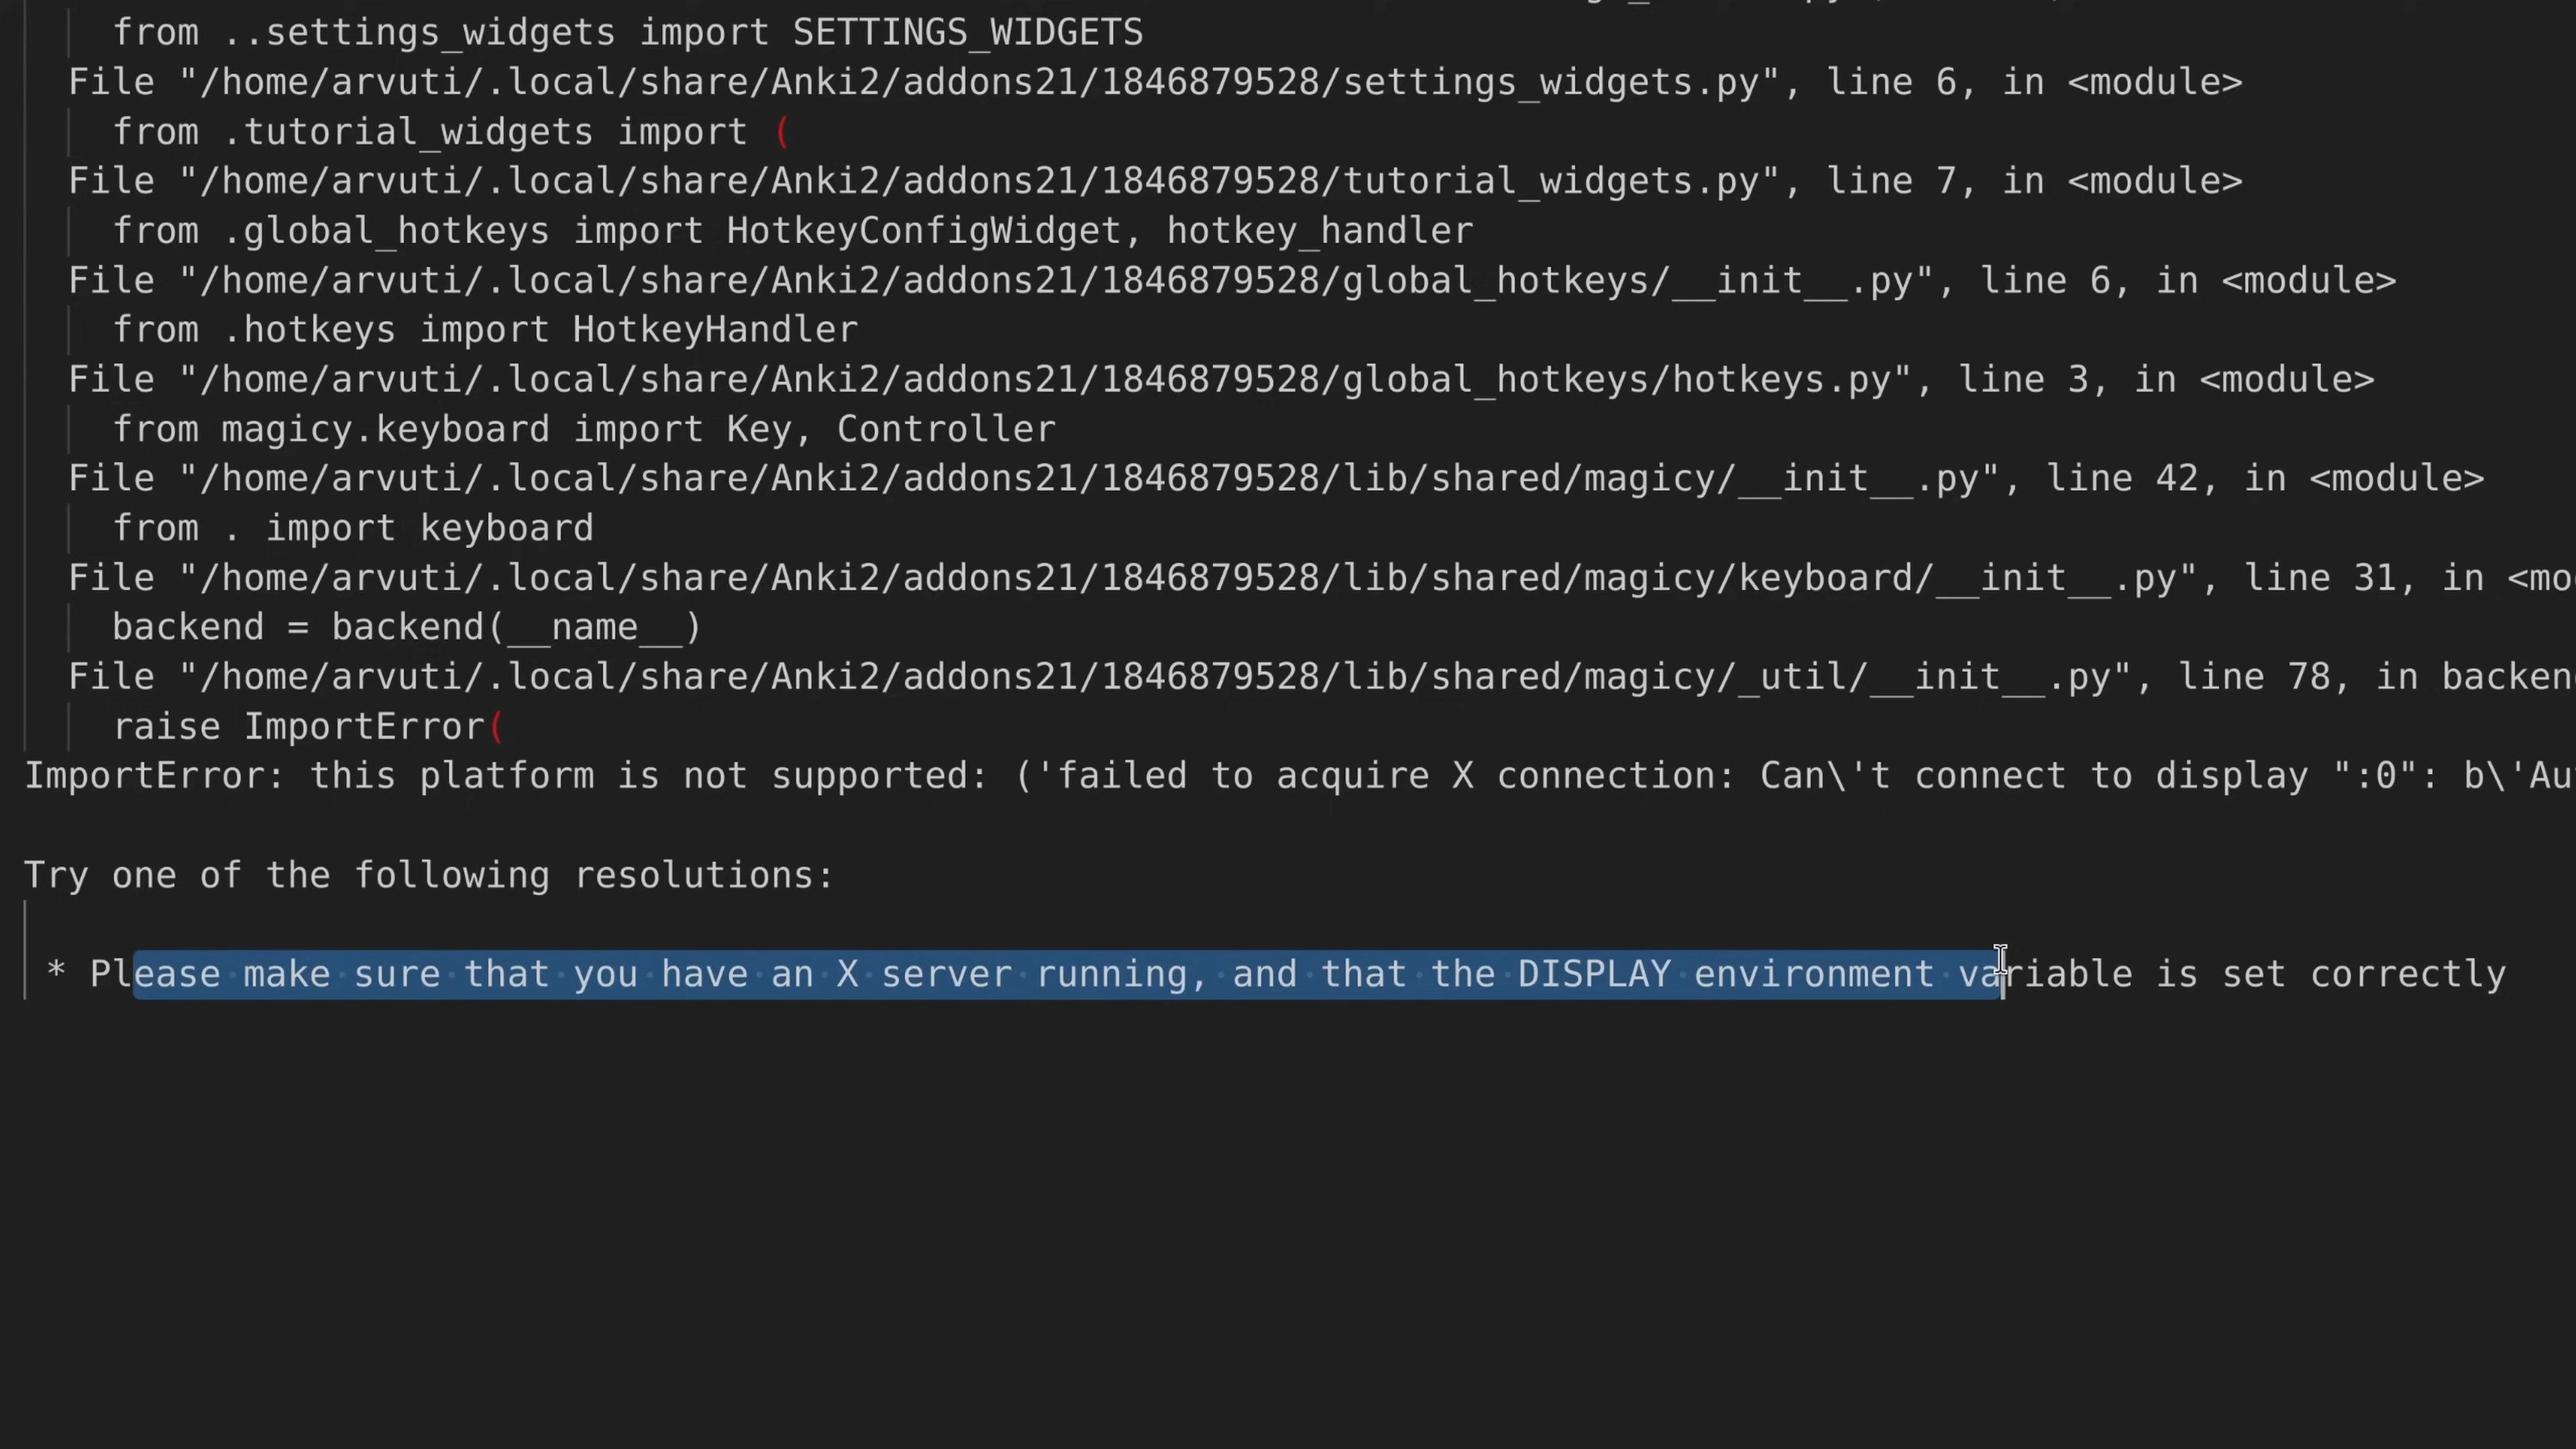 from ..settings_widgets import SETTINGS_WIDGETS
File "/home/arvuti/.local/share/Anki2/addons21/1846879528/settings_widgets.py", line 6, in <module>
from .tutorial_widgets import (
File "/home/arvuti/.local/share/Anki2/addons21/1846879528/tutorial_widgets.py", line 7, in <module>
from .global_hotkeys import HotkeyConfigWidget, hotkey_handler
File "/home/arvuti/.local/share/Anki2/addons21/1846879528/global_hotkeys/__init__.py", line 6, in <module>
from .hotkeys import HotkeyHandler
File "/home/arvuti/.local/share/Anki2/addons21/1846879528/global_hotkeys/hotkeys.py", line 3, in <module>
from magicy.keyboard import Key, Controller
File "/home/arvuti/.local/share/Anki2/addons21/1846879528/lib/shared/magicy/__init__.py", line 42, in <module>
from . import keyboard
File "/home/arvuti/.local/share/Anki2/addons21/1846879528/lib/shared/magicy/keyboard/__init__.py", line 31, in <mo
backend = backend(__name__)
File "/home/arvuti/.local/share/Anki2/addons21/1846879528/lib/shared/magicy/_util/__init__.py", line 78, in backen
raise ImportError(
ImportError: this platform is not supported: ('failed to acquire X connection: Can\'t connect to display ":0": b\'Au
Try one of the following resolutions:
* Please make sure that you have an X server running, and that the DISPLAY environment variable is set correctly